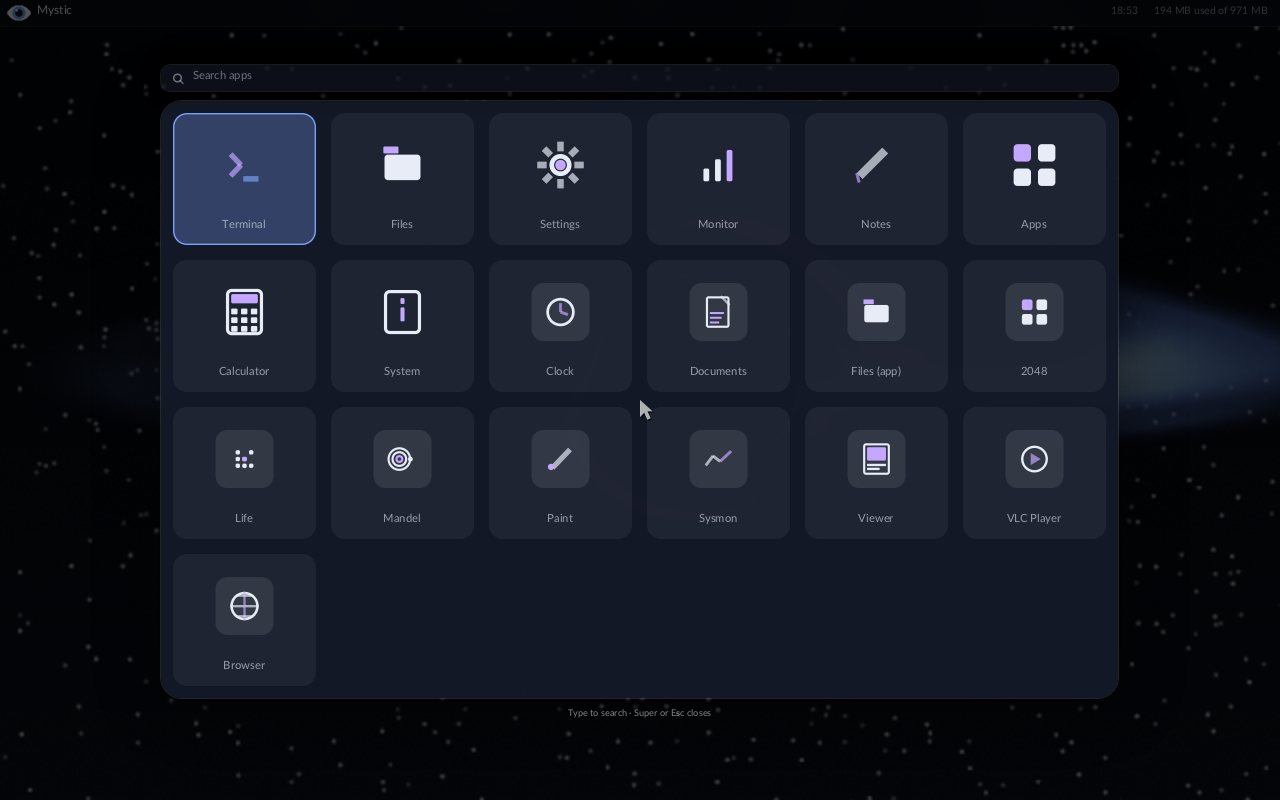 Mystic
18:53 194 MB used of 971 MB
Search apps
Terminal
Files
Settings
Monitor
Notes
Apps
Calculator
System
Clock
Documents
Files (app)
2048
Life
Mandel
Paint
Sysmon
Viewer
VLC Player
Browser
Type to search - Super or Esc closes